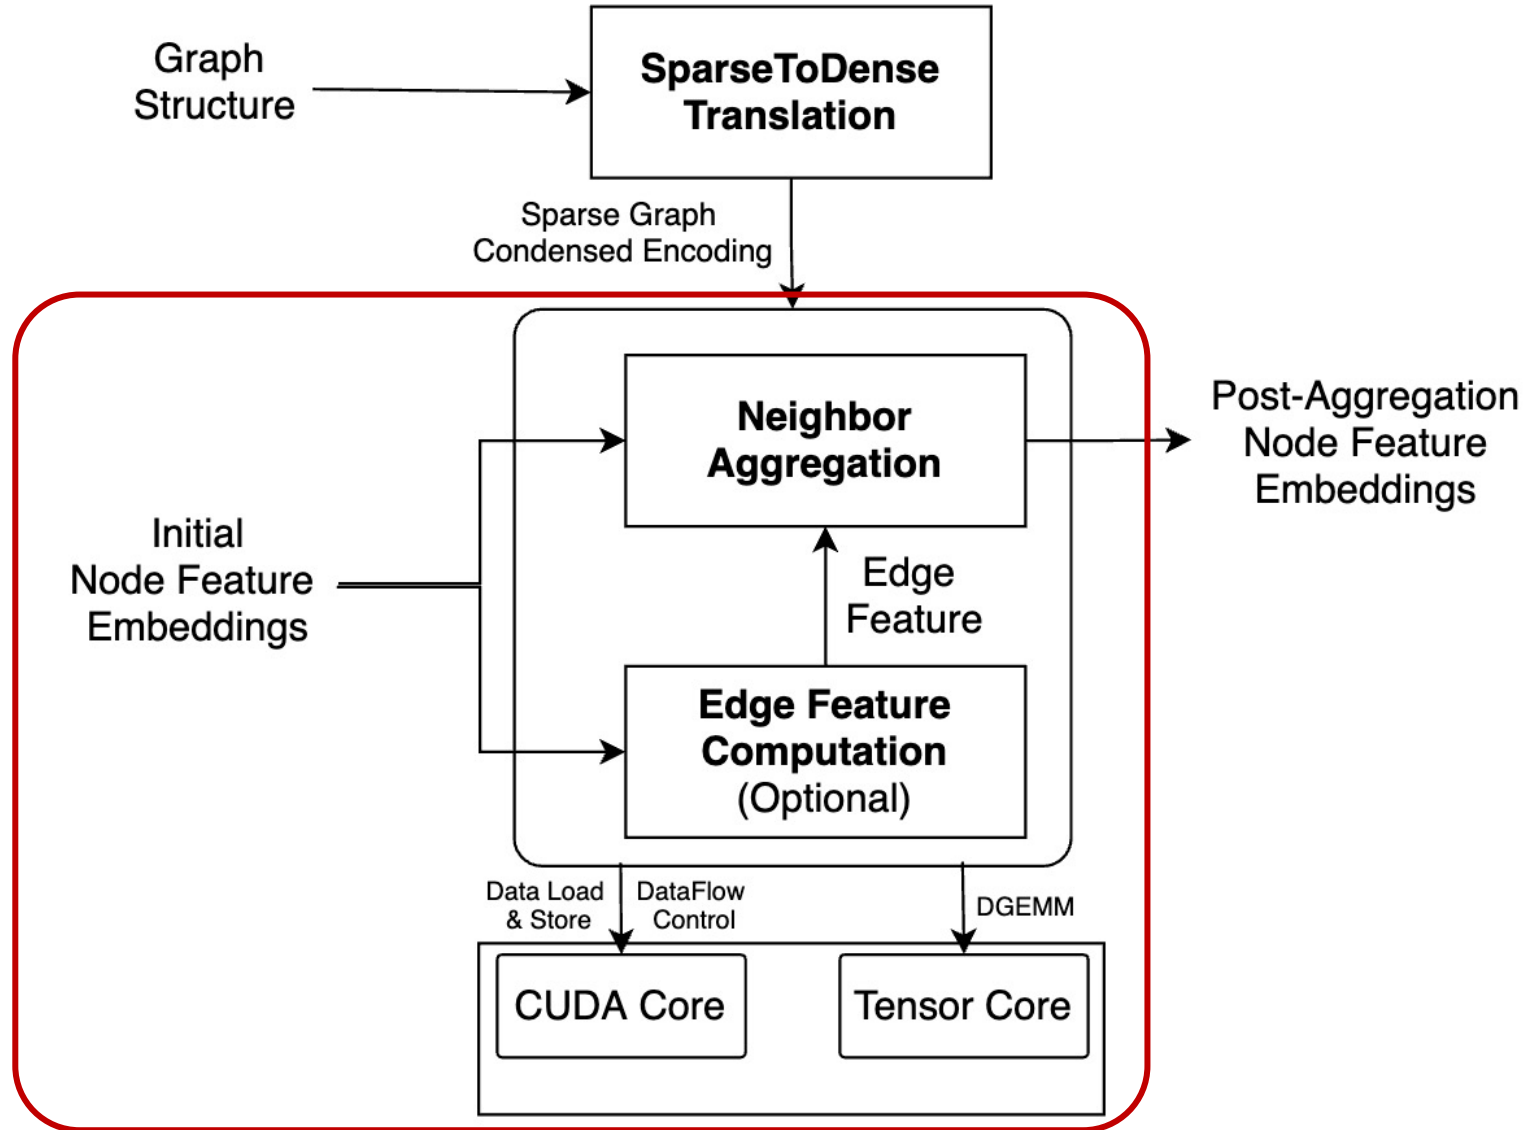 Graph
Structure
SparseToDense
Translation
Sparse Graph
Condensed Encoding
Neighbor
Aggregation
Post-Aggregation
Node Feature
Embeddings
Initial
Node Feature
Embeddings
Edge
Feature
Edge Feature
Computation
(Optional)
Data Load
& Store
DataFlow
Control
DGEMM
CUDA Core
Tensor Core